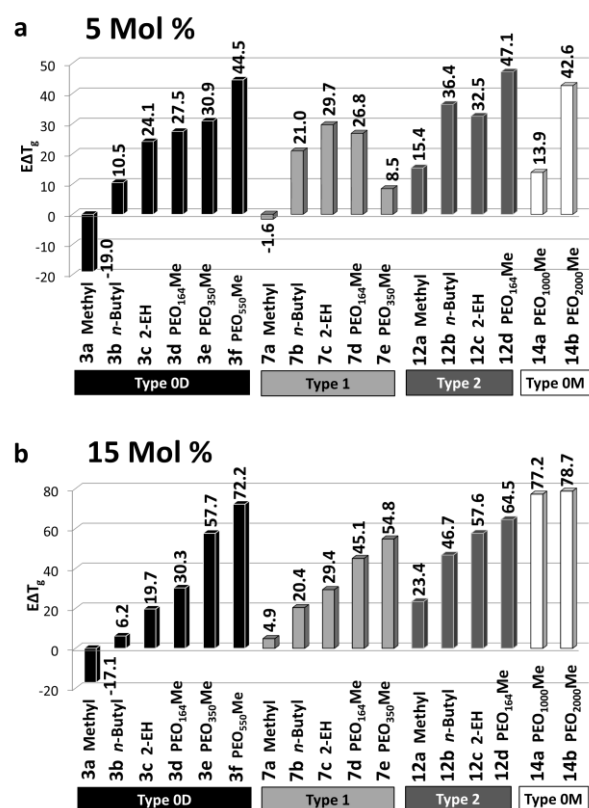 a 5 Mol %
EΔTg
50
40
30
20
10
0
-10
-20
-19.0
10.5
24.1
27.5
30.9
44.5
-1.6
21.0
29.7
26.8
8.5
15.4
36.4
32.5
47.1
13.9
42.6
3a Methyl
3b n-Butyl
3c 2-EH
3d PEO164Me
3e PEO350Me
3f PEO550Me
7a Methyl
7b n-Butyl
7c 2-EH
7d PEO164Me
7e PEO350Me
12a Methyl
12b n-Butyl
12c 2-EH
12d PEO164Me
14a PEO1000Me
14b PEO2000Me
Type 0D Type 1 Type 2 Type 0M
b 15 Mol %
EΔTg
80
60
40
20
0
-20
-17.1
6.2
19.7
30.3
57.7
72.2
4.9
20.4
29.4
45.1
54.8
23.4
46.7
57.6
64.5
77.2
78.7
3a Methyl
3b n-Butyl
3c 2-EH
3d PEO164Me
3e PEO350Me
3f PEO550Me
7a Methyl
7b n-Butyl
7c 2-EH
7d PEO164Me
7e PEO350Me
12a Methyl
12b n-Butyl
12c 2-EH
12d PEO164Me
14a PEO1000Me
14b PEO2000Me
Type 0D Type 1 Type 2 Type 0M